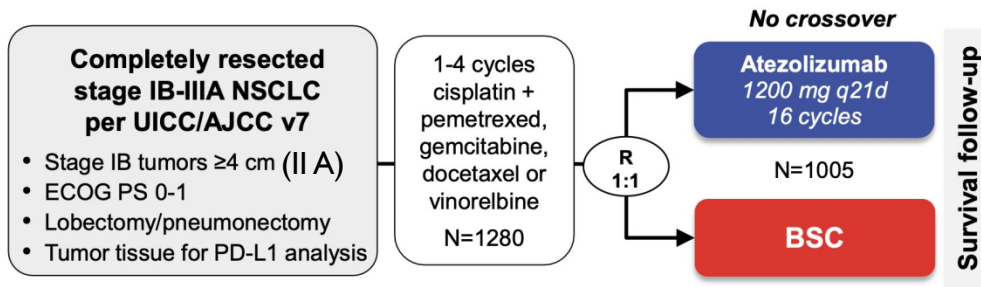 Completely resected
stage IB-IIIA NSCLC
per UICC/AJCC v7
• Stage IB tumors ≥4 cm (II A)
• ECOG PS 0-1
• Lobectomy/pneumonectomy
• Tumor tissue for PD-L1 analysis
1-4 cycles
cisplatin +
pemetrexed,
gemcitabine,
docetaxel or
vinorelbine
N=1280
R
1:1
No crossover
Atezolizumab
1200 mg q21d
16 cycles
N=1005
BSC
Survival follow-up